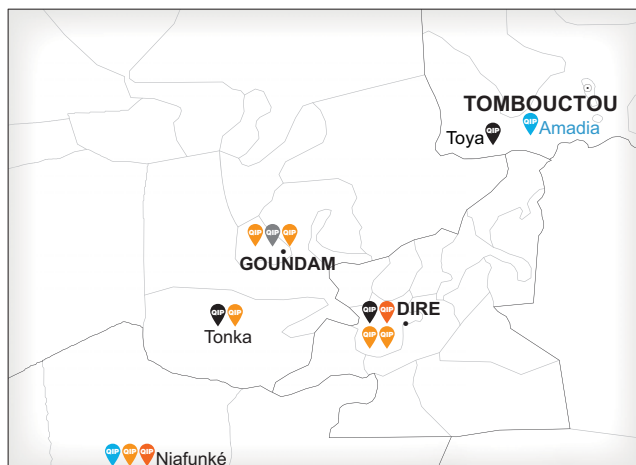 TOMBOUCTOU
QIP Amadia
Toya QIP
QIP QIP QIP
GOUNDAM
QIP QIP DIRE
QIP QIP
Tonka
QIP QIP
Niafunké
QIP QIP QIP